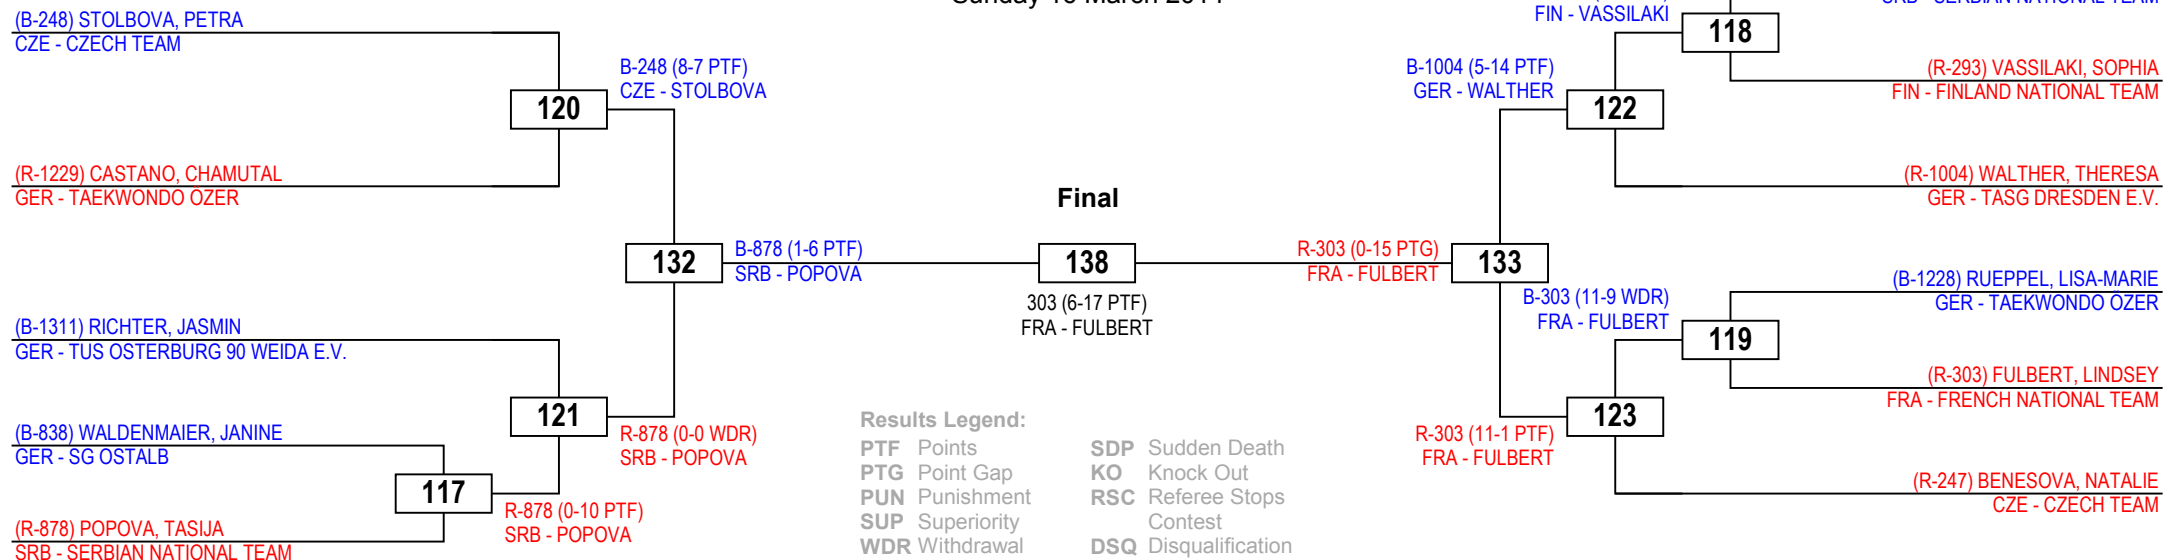 (B-248) STOLBOVA, PETRA
CZE - CZECH TEAM
B-248 (8-7 PTF)
CZE - STOLBOVA
120
(R-1229) CASTANO, CHAMUTAL
GER - TAEKWONDO ÖZER
132
B-878 (1-6 PTF)
SRB - POPOVA
(B-1311) RICHTER, JASMIN
GER - TUS OSTERBURG 90 WEIDA E.V.
121
R-878 (0-0 WDR)
SRB - POPOVA
(B-838) WALDENMAIER, JANINE
GER - SG OSTALB
117
R-878 (0-10 PTF)
SRB - POPOVA
(R-878) POPOVA, TASIJA
SRB - SERBIAN NATIONAL TEAM
Final
138
303 (6-17 PTF)
FRA - FULBERT
Results Legend:
PTF Points
PTG Point Gap
PUN Punishment
SUP Superiority
WDR Withdrawal
SDP Sudden Death
KO Knock Out
RSC Referee Stops
Contest
DSQ Disqualification
FIN - VASSILAKI
118
(R-293) VASSILAKI, SOPHIA
FIN - FINLAND NATIONAL TEAM
B-1004 (5-14 PTF)
GER - WALTHER
122
(R-1004) WALTHER, THERESA
GER - TASG DRESDEN E.V.
R-303 (0-15 PTG)
FRA - FULBERT
133
(B-1228) RUEPPEL, LISA-MARIE
GER - TAEKWONDO ÖZER
B-303 (11-9 WDR)
FRA - FULBERT
119
(R-303) FULBERT, LINDSEY
FRA - FRENCH NATIONAL TEAM
R-303 (11-1 PTF)
FRA - FULBERT
123
(R-247) BENESOVA, NATALIE
CZE - CZECH TEAM